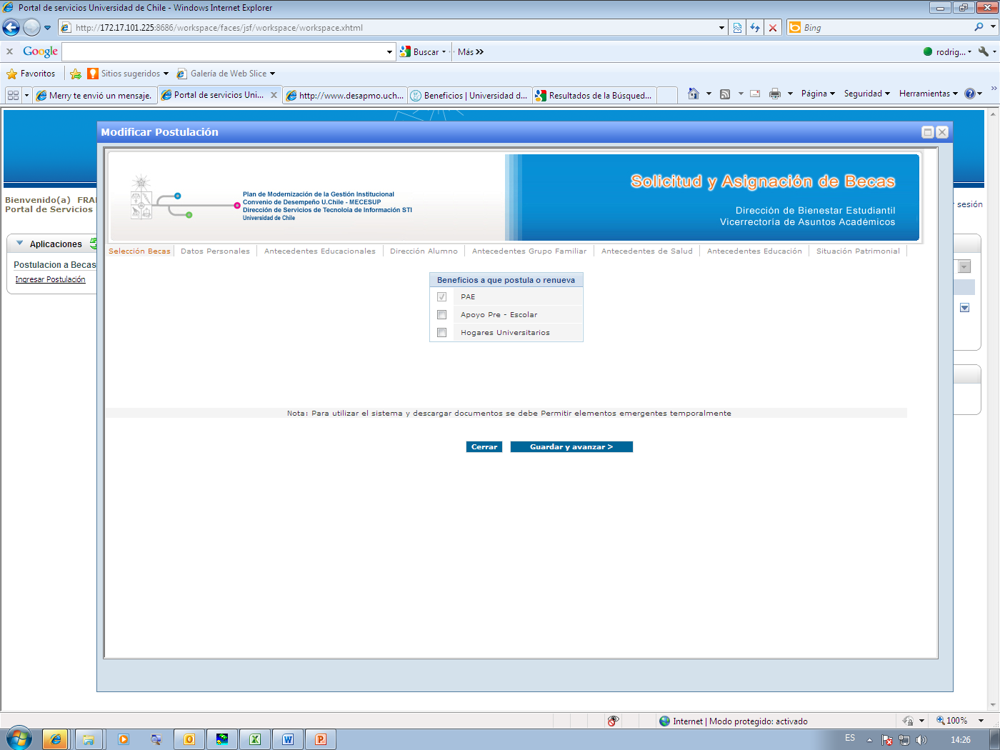 Portal de servicios Universidad de Chile - Windows Internet Explorer
http://172.17.101.225:8686/workspace/faces/jsf/workspace/workspace.xhtml
Bing
x Google
Buscar
Más
rodrig...
Favoritos
Sitios sugeridos
Galería de Web Slice
Merry te envió un mensaje.
Portal de servicios Uni...
http://www.desapmo.uch...
Beneficios | Universidad d...
Resultados de la Búsqued...
Página
Seguridad
Herramientas
Modificar Postulación
Bienvenido(a) FRA
Portal de Servicios
sesión
Aplicaciones
Postulacion a Becas
Ingresar Postulación
Plan de Modernización de la Gestión Institucional
Convenio de Desempeño U.Chile - MECESUP
Dirección de Servicios de Tecnoloía de Información STI
Universidad de Chile
Solicitud y Asignación de Becas
Dirección de Bienestar Estudiantil
Vicerrectoría de Asuntos Académicos
Selección Becas
Datos Personales
Antecedentes Educacionales
Dirección Alumno
Antecedentes Grupo Familiar
Antecedentes de Salud
Antecedentes Educación
Situación Patrimonial
Beneficios a que postula o renueva
PAE
Apoyo Pre - Escolar
Hogares Universitarios
Nota: Para utilizar el sistema y descargar documentos se debe Permitir elementos emergentes temporalmente
Cerrar
Guardar y avanzar >
Internet | Modo protegido: activado
100%
ES
14:26